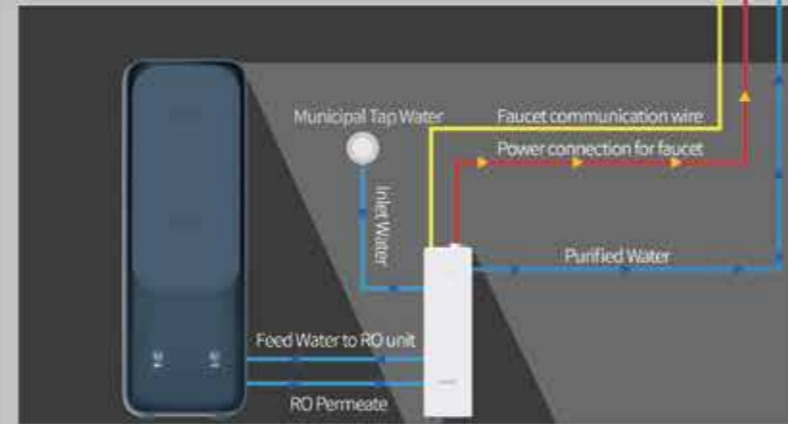 Municipal Tap Water
Faucet communication wire
Power connection for faucet
Inlet Water
Purified Water
Feed Water to RO unit
RO Permeate